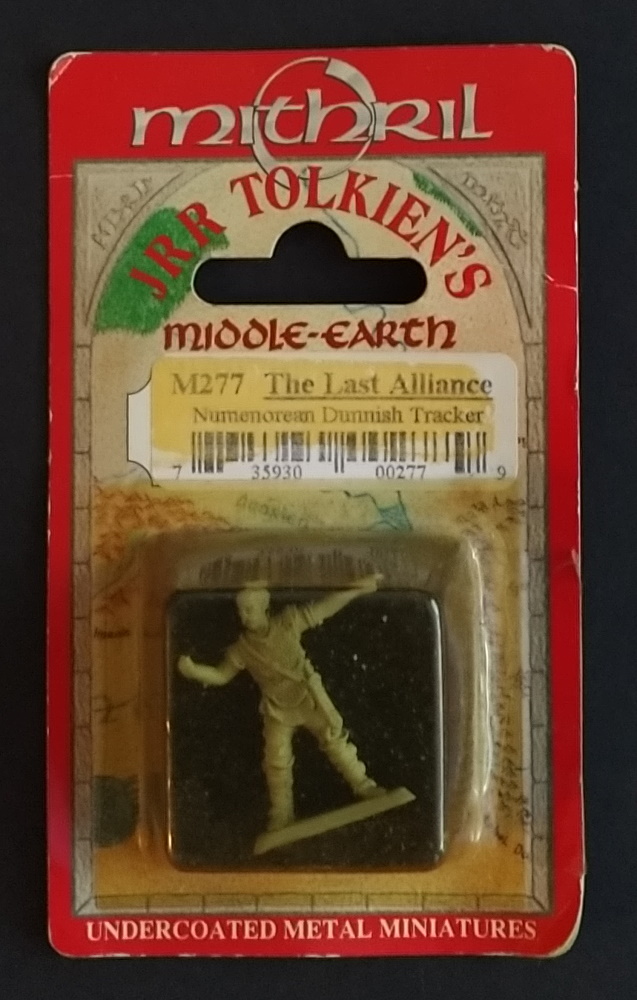 mithril
JRR TOLKIEN'S
MIDDLE-EARTH
M277 The Last Alliance
Numenorean Dunnish Tracker
7 35930 00277 9
UNDERCOATED METAL MINIATURES